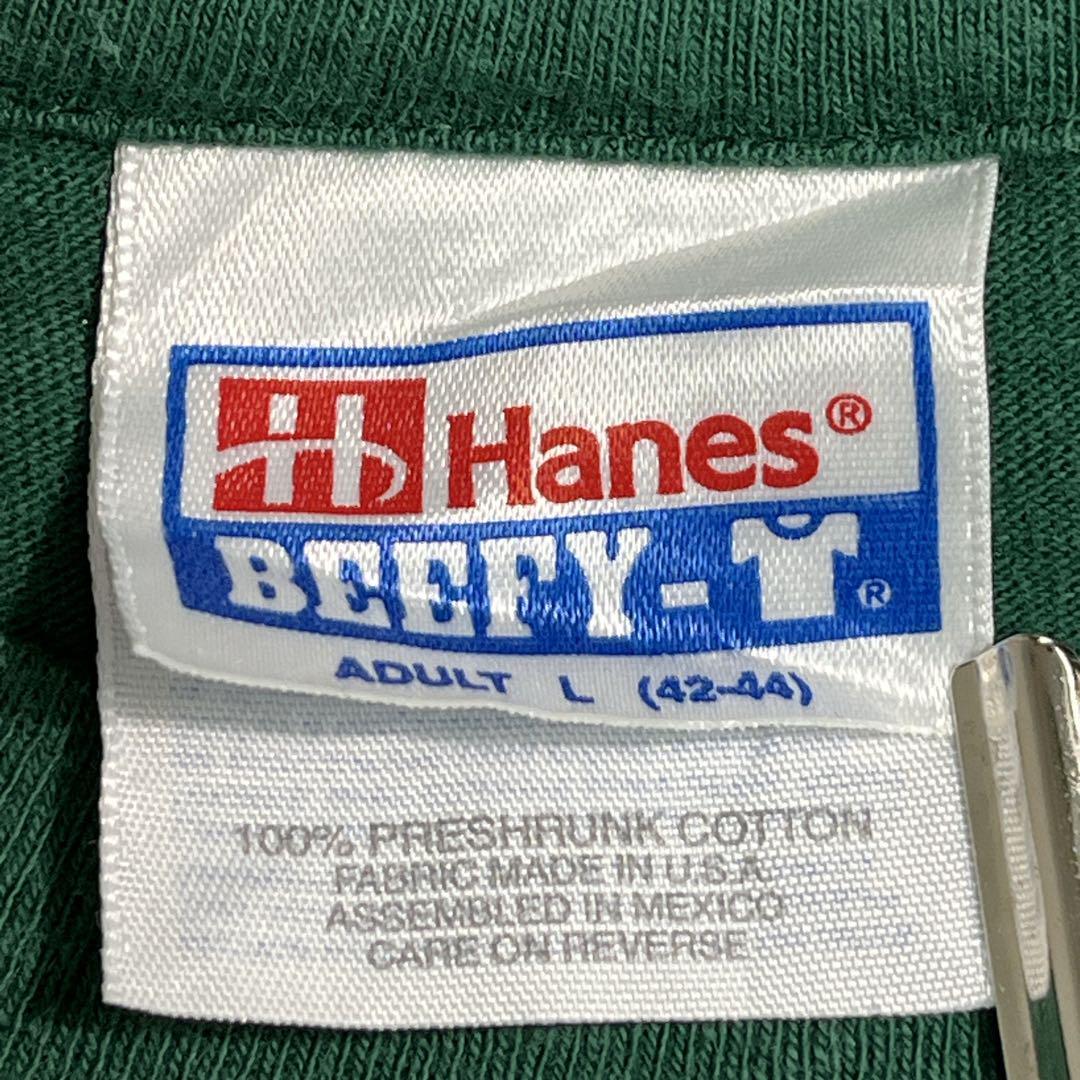 H Hanes®
BEEFY-T®
ADULT L (42-44)
100% PRESHRUNK COTTON
FABRIC MADE IN U.S.A.
ASSEMBLED IN MEXICO
CARE ON REVERSE